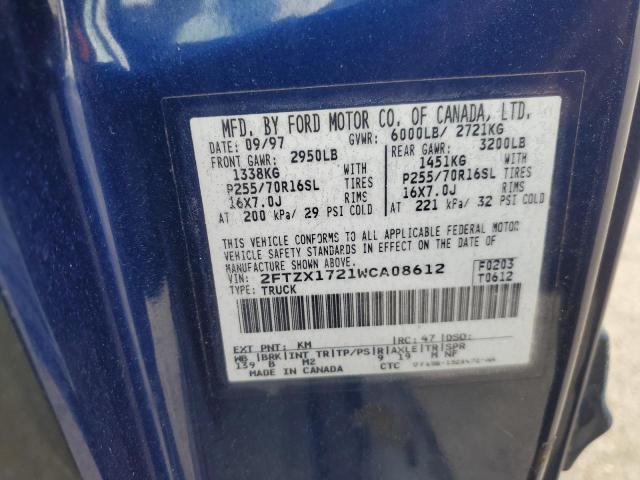 MFD. BY FORD MOTOR CO. OF CANADA, LTD.
DATE: 09/97 GVWR: 6000LB/ 2721KG
FRONT GAWR: 2950LB REAR GAWR: 3200LB
1338KG WITH 1451KG WITH
P255/70R16SL TIRES P255/70R16SL TIRES
16X7.0J RIMS 16X7.0J RIMS
AT 200 kPa/ 29 PSI COLD AT 221 kPa/ 32 PSI COLD
THIS VEHICLE CONFORMS TO ALL APPLICABLE FEDERAL MOTOR
VEHICLE SAFETY STANDARDS IN EFFECT ON THE DATE OF
MANUFACTURE SHOWN ABOVE.
VIN: 2FTZX1721WCA08612 F0203
TYPE: TRUCK T0612
EXT PNT: KM RC: 47 DSO:
WB BRK INT TR TP/PS R AXLE TR SPR
139 B M2 9 19 M NF
MADE IN CANADA CTC